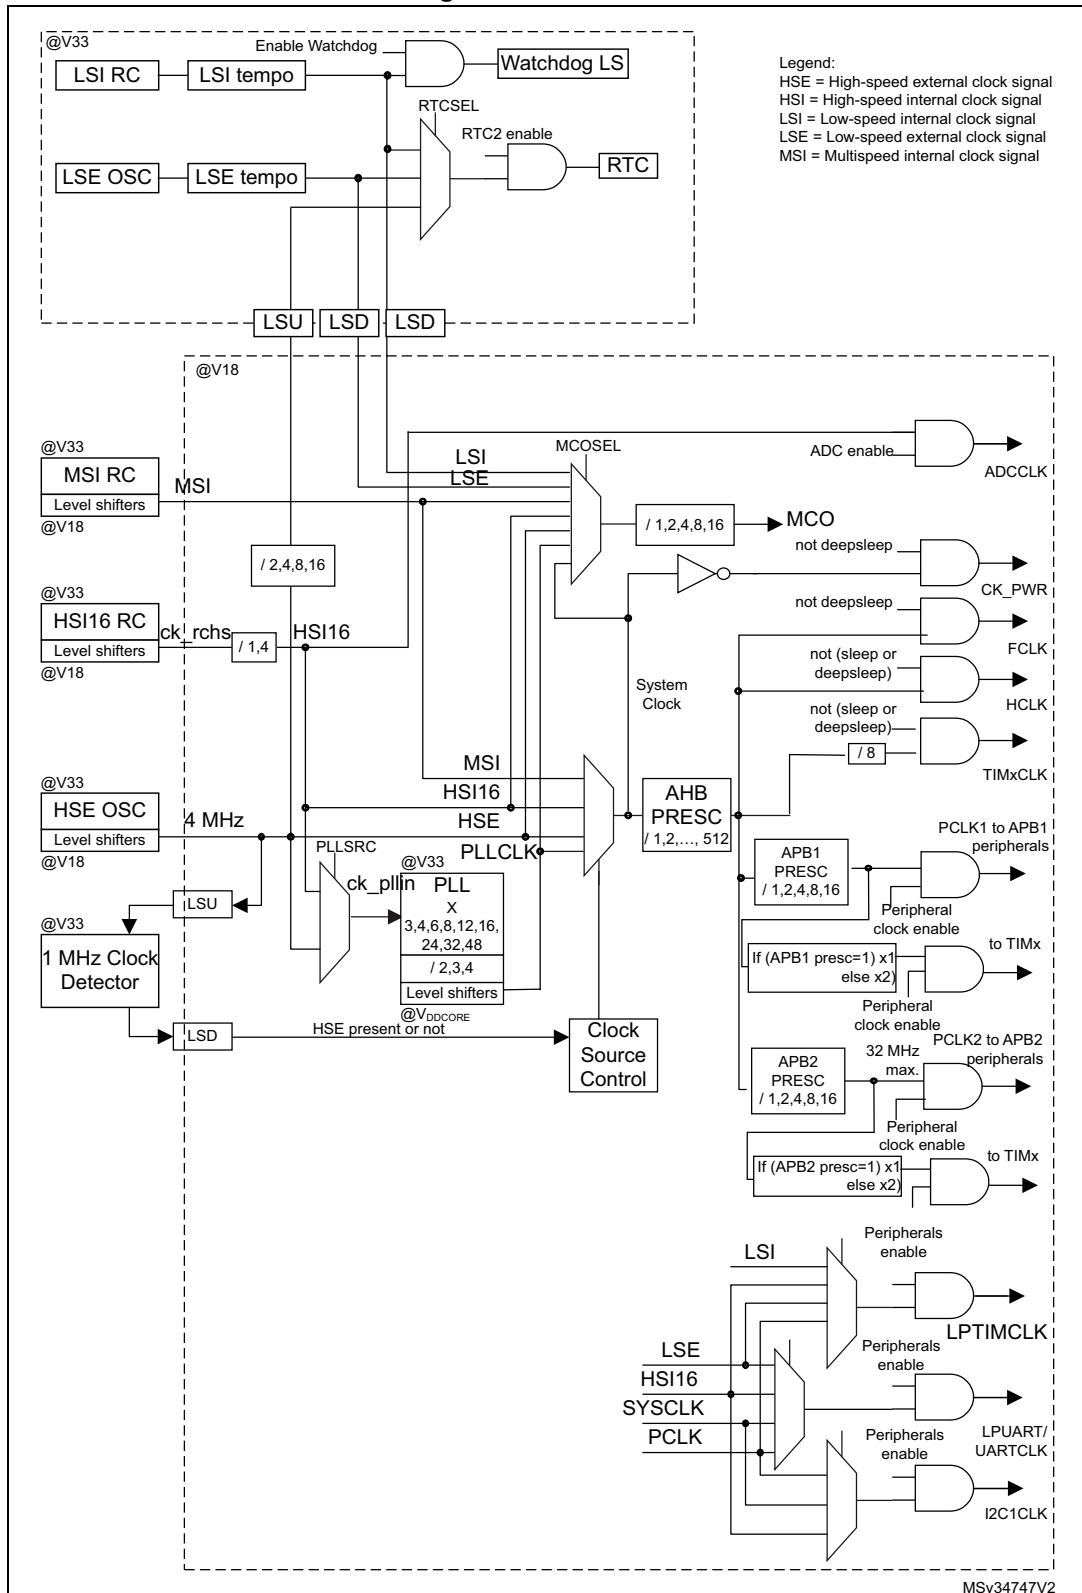 @V33
Enable Watchdog
LSI RC
LSI tempo
Watchdog LS
Legend:
HSE = High-speed external clock signal
HSI = High-speed internal clock signal
LSI = Low-speed internal clock signal
LSE = Low-speed external clock signal
MSI = Multispeed internal clock signal
RTCSEL
RTC2 enable
LSE OSC
LSE tempo
RTC
LSU
LSD
LSD
@V18
@V33
MSI RC
Level shifters
@V18
MSI
LSI
LSE
MCOSEL
ADC enable
ADCCLK
/ 1,2,4,8,16
MCO
/ 2,4,8,16
not deepsleep
CK_PWR
@V33
HSI16 RC
Level shifters
@V18
ck_rchs
/ 1,4
HSI16
not deepsleep
FCLK
not (sleep or
deepsleep)
HCLK
System
Clock
not (sleep or
deepsleep)
/ 8
TIMxCLK
@V33
HSE OSC
Level shifters
@V18
4 MHz
MSI
HSI16
HSE
PLLCLK
AHB
PRESC
/ 1,2,…, 512
PLLSRC
ck_pllin
@V33
PLL
X
3,4,6,8,12,16,
24,32,48
/ 2,3,4
Level shifters
@VDDCORE
APB1
PRESC
/ 1,2,4,8,16
PCLK1 to APB1
peripherals
Peripheral
clock enable
LSU
@V33
1 MHz Clock
Detector
LSD
HSE present or not
Clock
Source
Control
If (APB1 presc=1) x1
else x2)
to TIMx
Peripheral
clock enable
APB2
PRESC
/ 1,2,4,8,16
32 MHz
max.
PCLK2 to APB2
peripherals
Peripheral
clock enable
If (APB2 presc=1) x1
else x2)
to TIMx
LSI
Peripherals
enable
LPTIMCLK
LSE
HSI16
SYSCLK
PCLK
Peripherals
enable
LPUART/
UARTCLK
Peripherals
enable
I2C1CLK
MSv34747V2